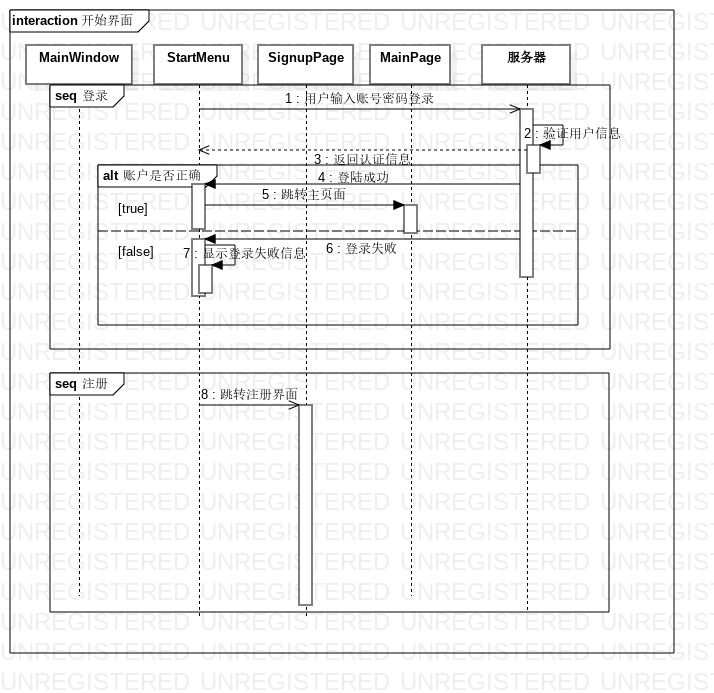 interaction 开始界面
MainWindow
StartMenu
SignupPage
MainPage
服务器
seq 登录
1 : 用户输入账号密码登录
2 : 验证用户信息
3 : 返回认证信息
alt 账户是否正确
4 : 登陆成功
5 : 跳转主页面
[true]
6 : 登录失败
[false]
7 : 显示登录失败信息
seq 注册
8 : 跳转注册界面
UNREGISTERED